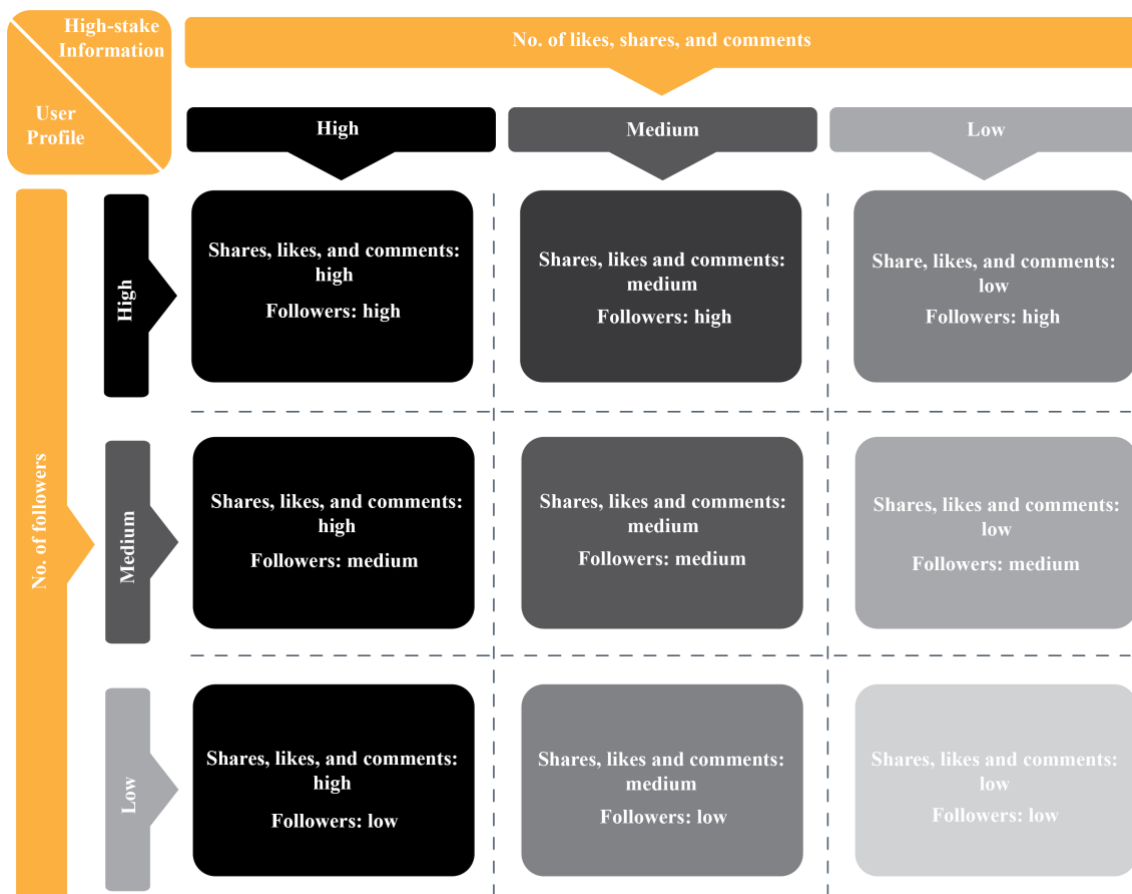 High-stake
Information
User
Profile
No. of likes, shares, and comments
High
Medium
Low
No. of followers
High
Shares, likes, and comments:
high
Followers: high
Shares, likes and comments:
medium
Followers: high
Share, likes, and comments:
low
Followers: high
Medium
Shares, likes, and comments:
high
Followers: medium
Shares, likes and comments:
medium
Followers: medium
Shares, likes and comments:
low
Followers: medium
Low
Shares, likes, and comments:
high
Followers: low
Shares, likes and comments:
medium
Followers: low
Shares, likes and comments:
low
Followers: low